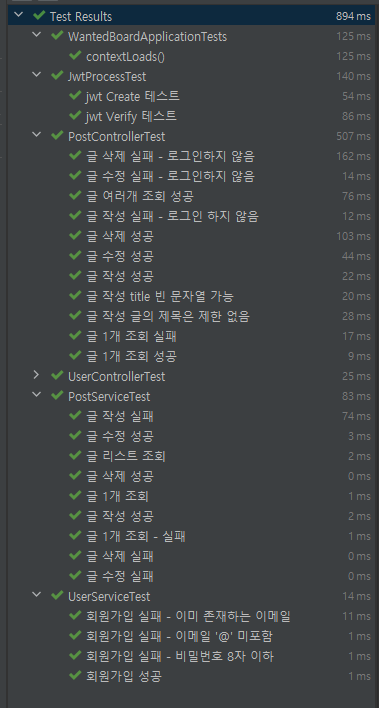 Test Results 894 ms
WantedBoardApplicationTests 125 ms
contextLoads() 125 ms
JwtProcessTest 140 ms
jwt Create 테스트 54 ms
jwt Verify 테스트 86 ms
PostControllerTest 507 ms
글 삭제 실패 - 로그인하지 않음 162 ms
글 수정 실패 - 로그인하지 않음 14 ms
글 여러개 조회 성공 76 ms
글 작성 실패 - 로그인 하지 않음 12 ms
글 삭제 성공 103 ms
글 수정 성공 44 ms
글 작성 성공 22 ms
글 작성 title 빈 문자열 가능 20 ms
글 작성 글의 제목은 제한 없음 28 ms
글 1개 조회 실패 17 ms
글 1개 조회 성공 9 ms
UserControllerTest 25 ms
PostServiceTest 83 ms
글 작성 실패 74 ms
글 수정 성공 3 ms
글 리스트 조회 2 ms
글 삭제 성공 0 ms
글 1개 조회 1 ms
글 작성 성공 2 ms
글 1개 조회 - 실패 1 ms
글 삭제 실패 0 ms
글 수정 실패 0 ms
UserServiceTest 14 ms
회원가입 실패 - 이미 존재하는 이메일 11 ms
회원가입 실패 - 이메일 '@' 미포함 1 ms
회원가입 실패 - 비밀번호 8자 이하 1 ms
회원가입 성공 1 ms